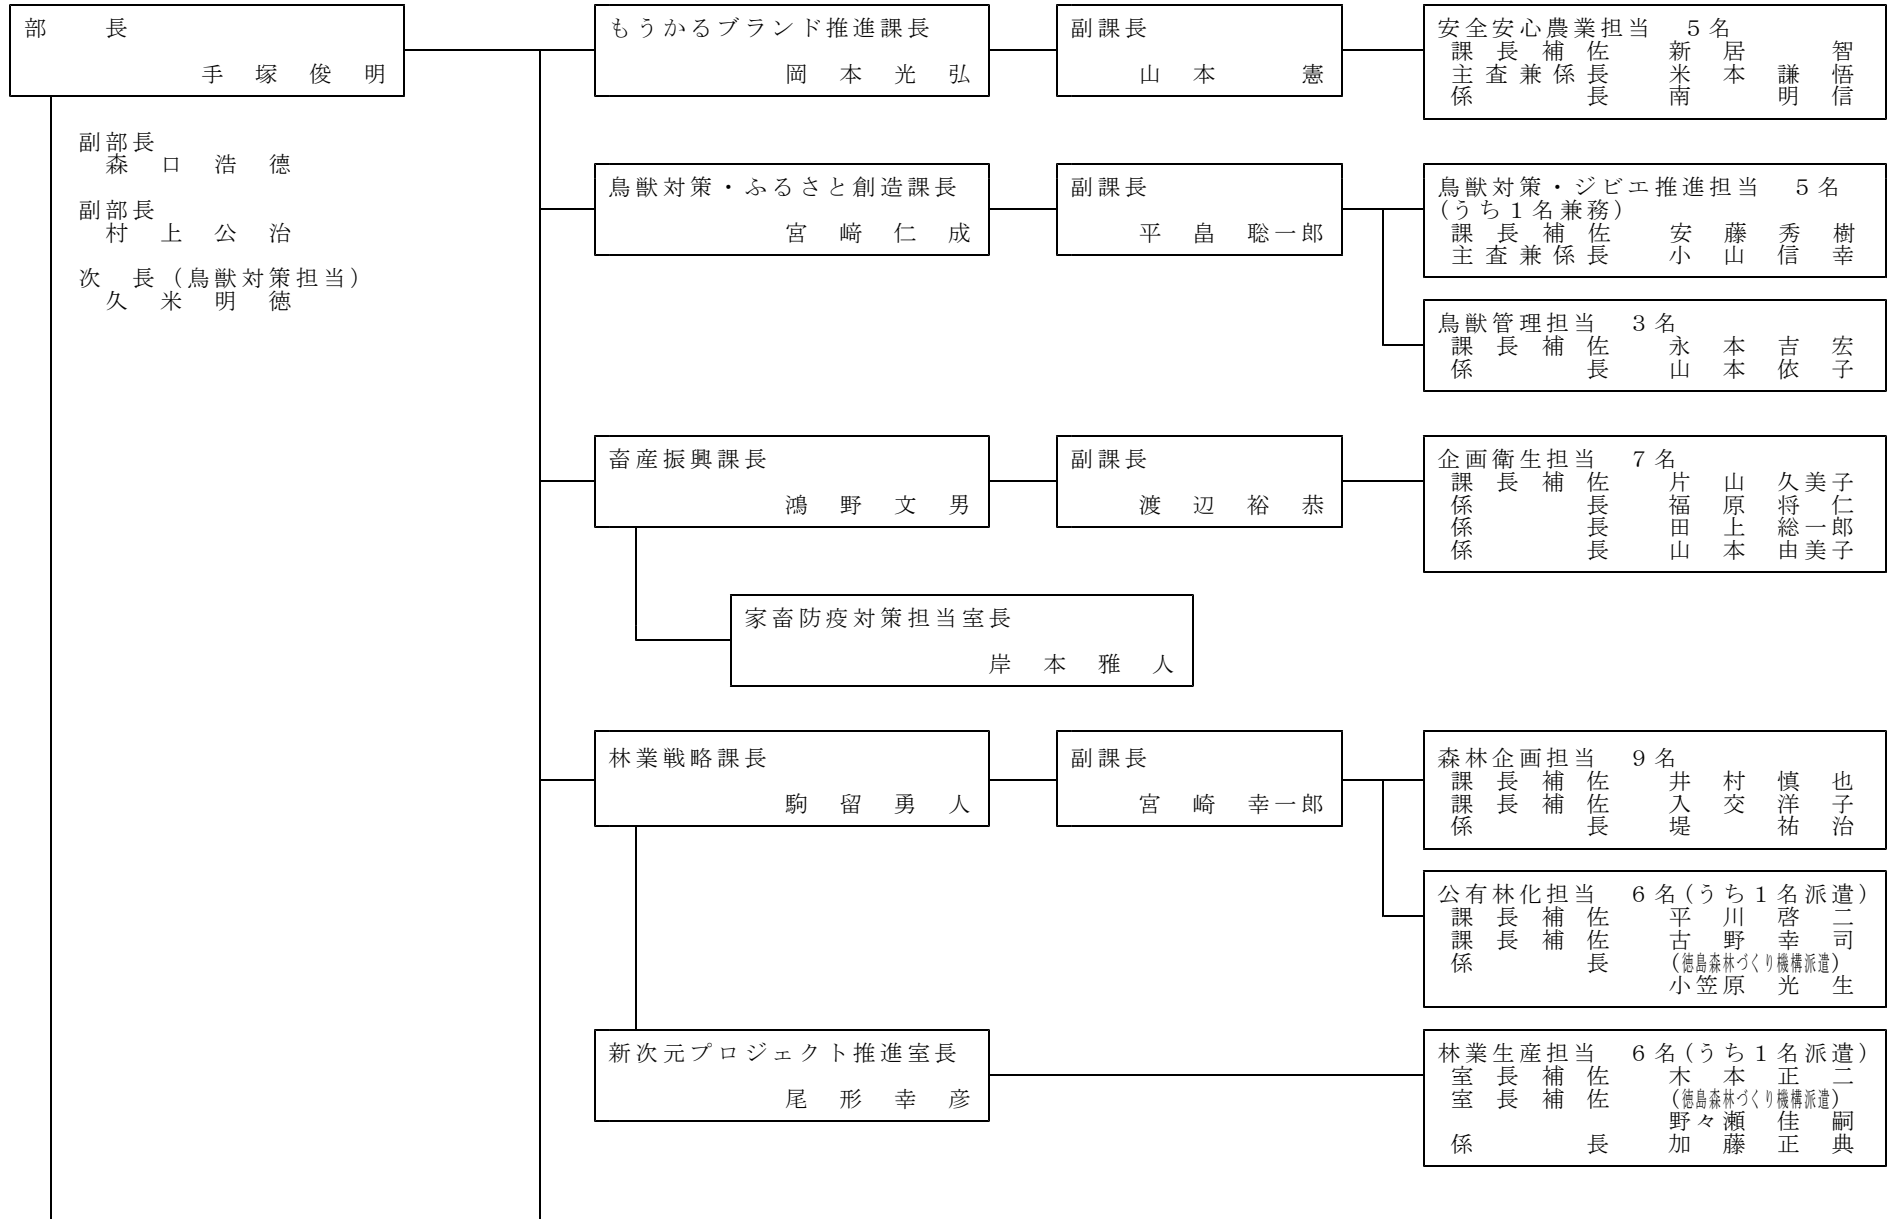 部　　長
手　塚　俊　明
副部長
森　口　浩　徳
副部長
村　上　公　治
次　長（鳥獣対策担当）
久　米　明　徳
もうかるブランド推進課長
岡　本　光　弘
副課長
山　本　　　憲
安全安心農業担当　５名
課長補佐　新　居　　　智
主査兼係長　米　本　謙　悟
係　　　長　南　　　明　信
鳥獣対策・ふるさと創造課長
宮　﨑　仁　成
副課長
平　畠　聡一郎
鳥獣対策・ジビエ推進担当　５名
(うち１名兼務)
課長補佐　安　藤　秀　樹
主査兼係長　小　山　信　幸
鳥獣管理担当　３名
課長補佐　永　本　吉　宏
係　　　長　山　本　依　子
畜産振興課長
鴻　野　文　男
副課長
渡　辺　裕　恭
企画衛生担当　７名
課長補佐　片　山　久美子
係　　　長　福　原　将　仁
係　　　長　田　上　総一郎
係　　　長　山　本　由美子
家畜防疫対策担当室長
岸　本　雅　人
林業戦略課長
駒　留　勇　人
副課長
宮　崎　幸一郎
森林企画担当　９名
課長補佐　井　村　慎　也
課長補佐　入　交　洋　子
係　　　長　堤　　　祐　治
公有林化担当　６名(うち１名派遣)
課長補佐　平　川　啓　二
課長補佐　古　野　幸　司
係　　　長　(徳島森林づくり機構派遣)
小笠原　光　生
新次元プロジェクト推進室長
尾　形　幸　彦
林業生産担当　６名(うち１名派遣)
室長補佐　木　本　正　二
室長補佐　(徳島森林づくり機構派遣)
野々瀬　佳　嗣
係　　　長　加　藤　正　典